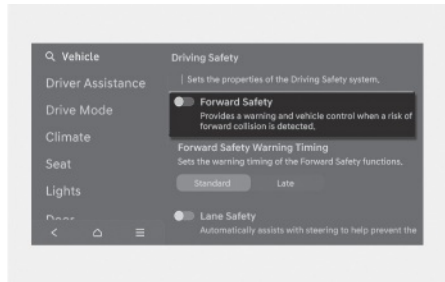 Vehicle
Driver Assistance
Drive Mode
Climate
Seat
Lights
Door
Driving Safety
Sets the properties of the Driving Safety system.
Forward Safety
Provides a warning and vehicle control when a risk of
forward collision is detected.
Forward Safety Warning Timing
Sets the warning timing of the Forward Safety functions.
Standard
Late
Lane Safety
Automatically assists with steering to help prevent the